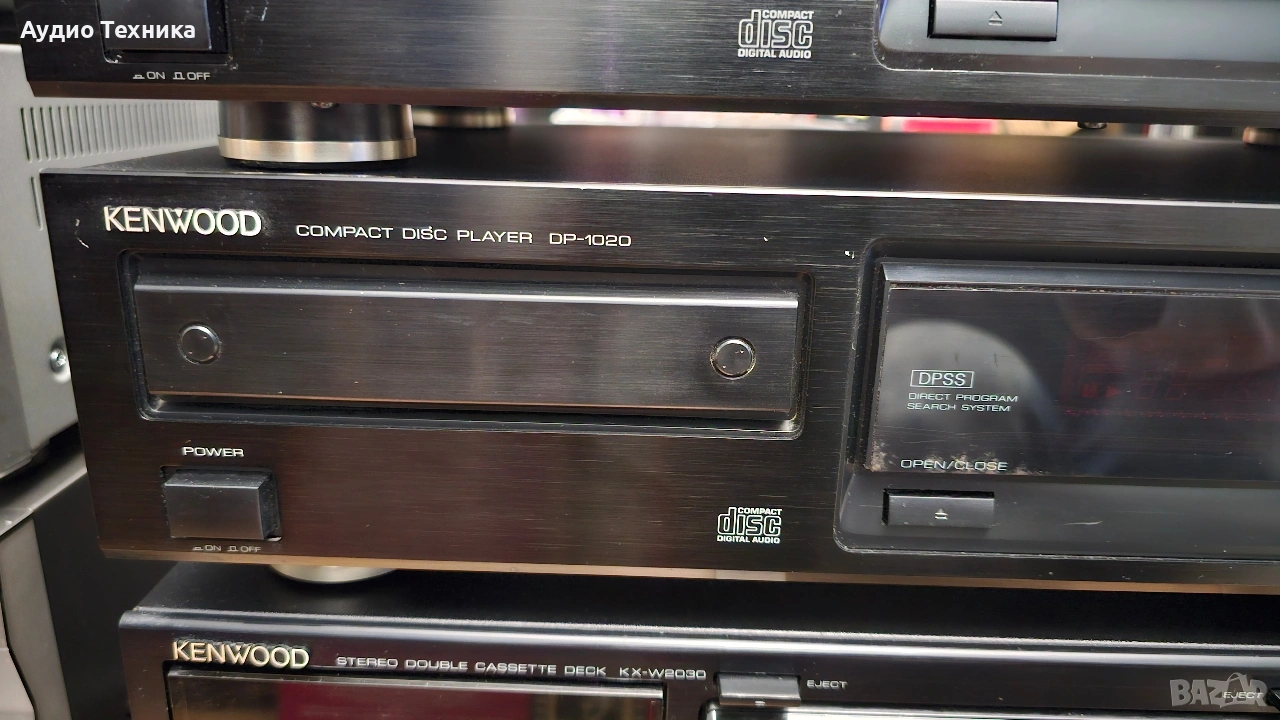 Аудио Техника
COMPACT
disc
DIGITAL AUDIO
ON OFF
KENWOOD COMPACT DISC PLAYER DP-1020
DPSS
DIRECT PROGRAM
SEARCH SYSTEM
OPEN/CLOSE
POWER
ON OFF
COMPACT
disc
DIGITAL AUDIO
KENWOOD STEREO DOUBLE CASSETTE DECK KX-W2030
EJECT
EJECT
BAZAR